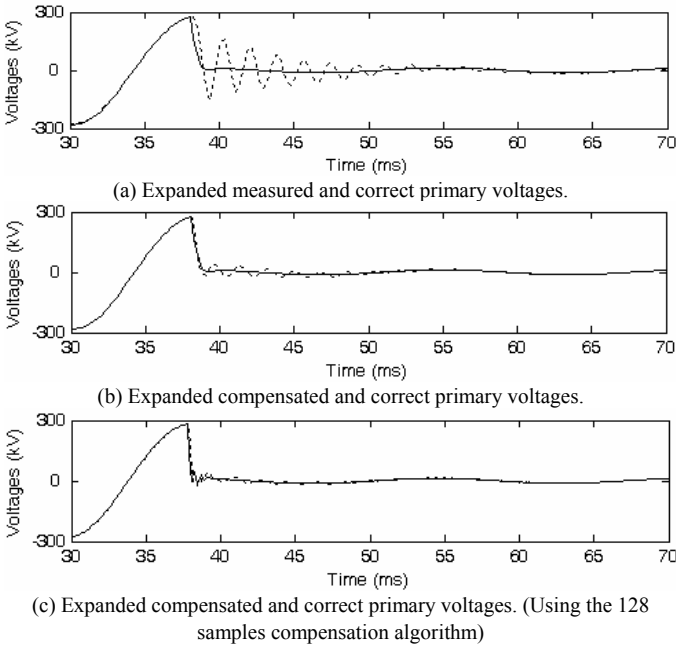 300
0
-300
Voltages (kV)
30 35 40 45 50 55 60 65 70
Time (ms)
(a) Expanded measured and correct primary voltages.
300
0
-300
Voltages (kV)
30 35 40 45 50 55 60 65 70
Time (ms)
(b) Expanded compensated and correct primary voltages.
300
0
-300
Voltages (kV)
30 35 40 45 50 55 60 65 70
Time (ms)
(c) Expanded compensated and correct primary voltages. (Using the 128
samples compensation algorithm)